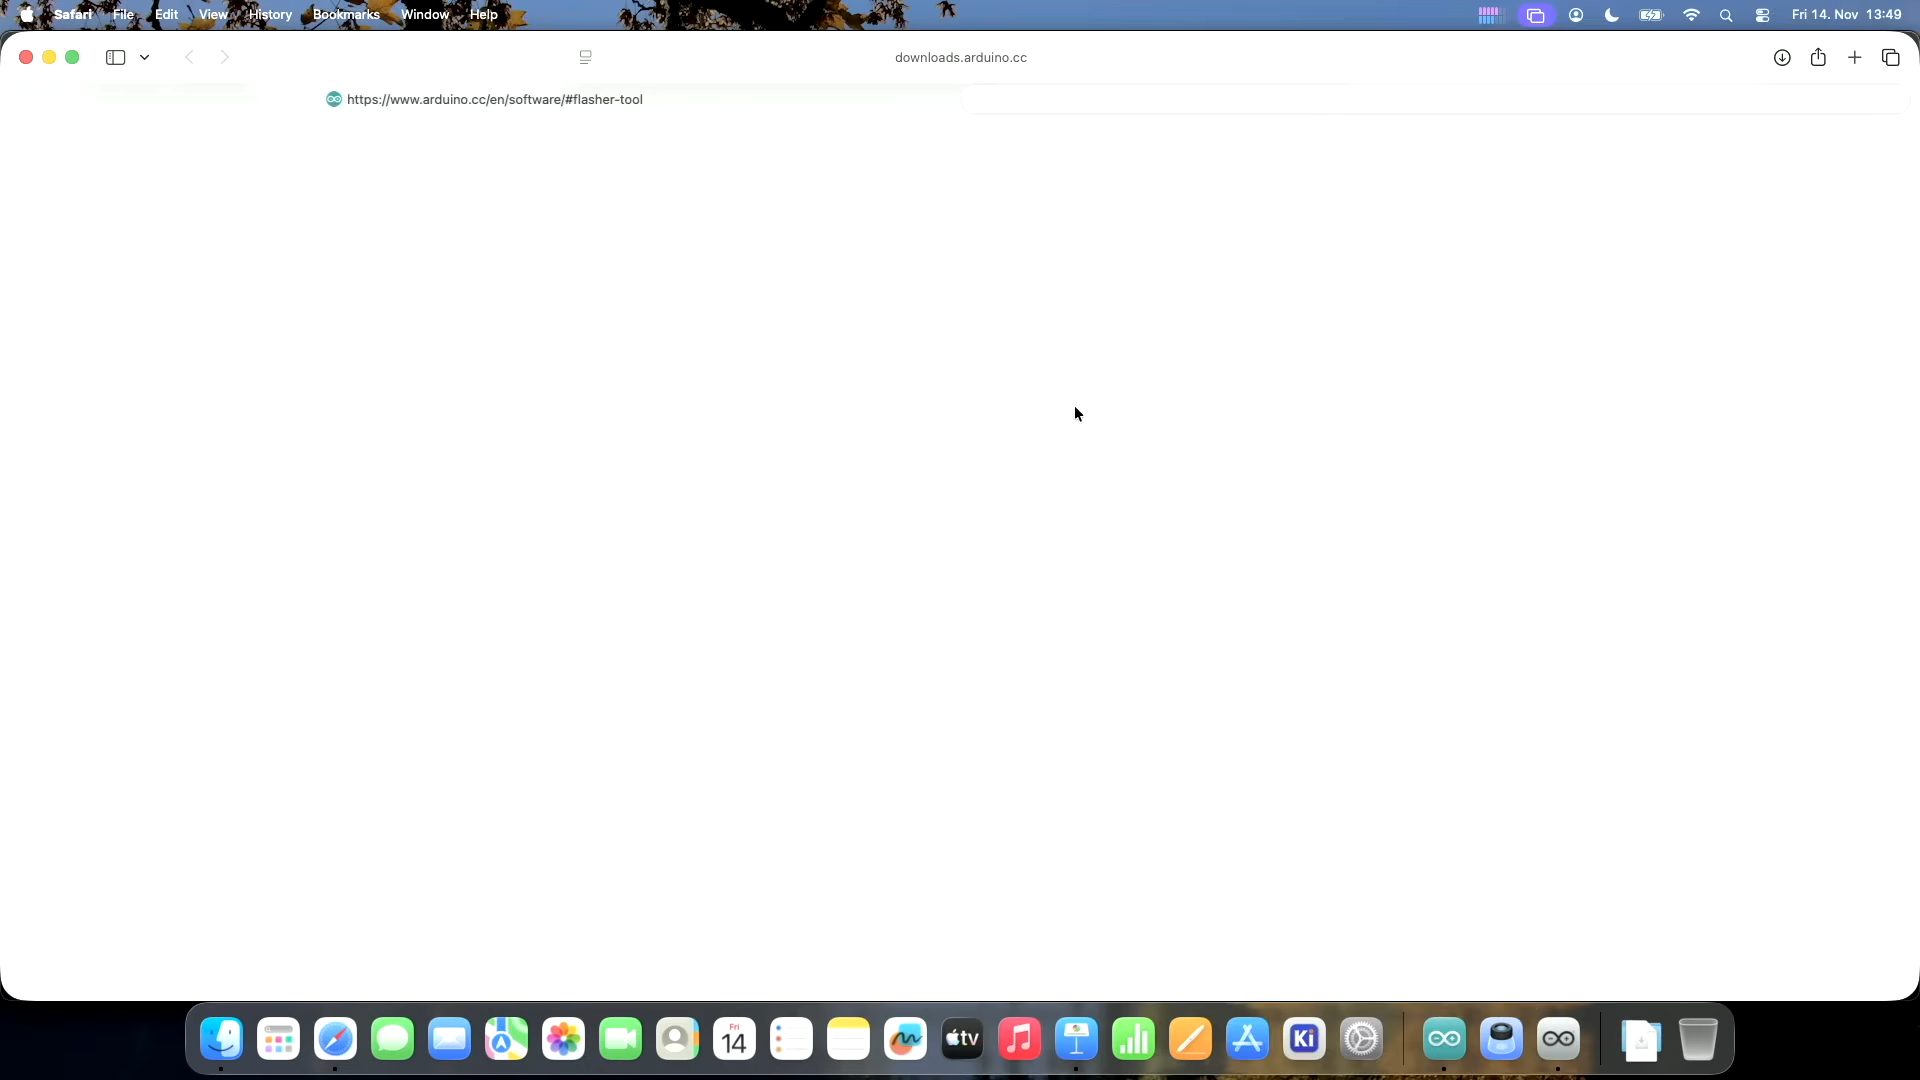 Safari File Edit View History Bookmarks Window Help Fri 14. Nov 13:49
downloads.arduino.cc
https://www.arduino.cc/en/software/#flasher-tool
Fri
14
tv
Ki